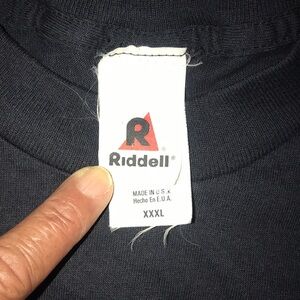 R
Riddell®
MADE IN U.S.A.
Hecho En E.U.A.
XXXL